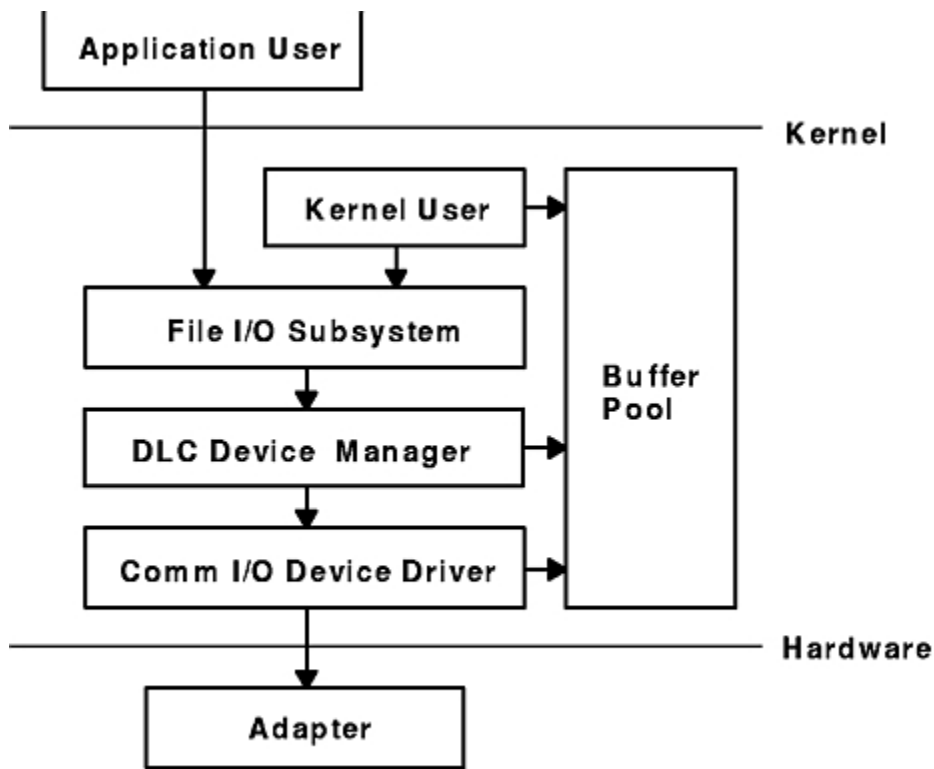 Application User
Kernel
Kernel User
File I/O Subsystem
Buffer
Pool
DLC Device Manager
Comm I/O Device Driver
Hardware
Adapter